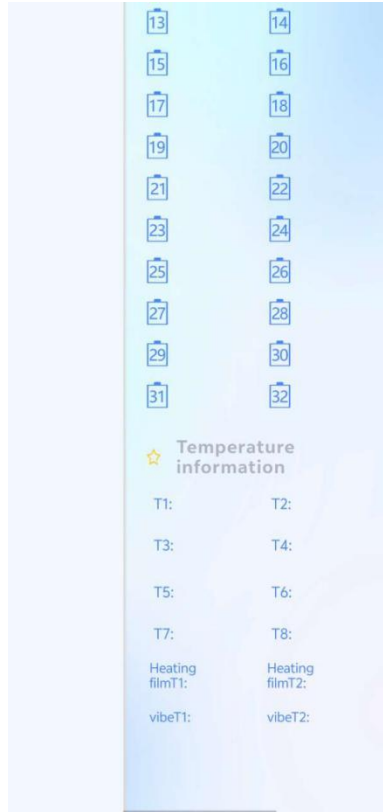 13 14
15 16
17 18
19 20
21 22
23 24
25 26
27 28
29 30
31 32
Temperature
information
T1: T2:
T3: T4:
T5: T6:
T7: T8:
Heating Heating
filmT1: filmT2:
vibeT1: vibeT2: